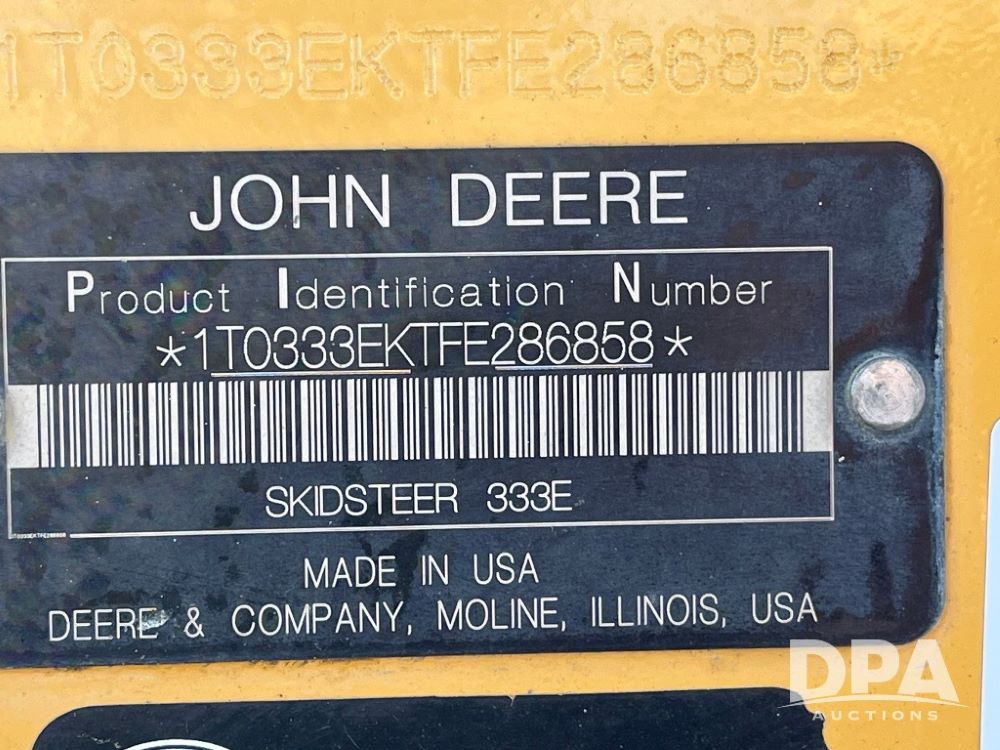 1T0333EKTFE286858*
JOHN DEERE
Product Identification Number
*1T0333EKTFE286858*
SKIDSTEER 333E
1T0333EKTFE286858
MADE IN USA
DEERE & COMPANY, MOLINE, ILLINOIS, USA
DPA
AUCTIONS